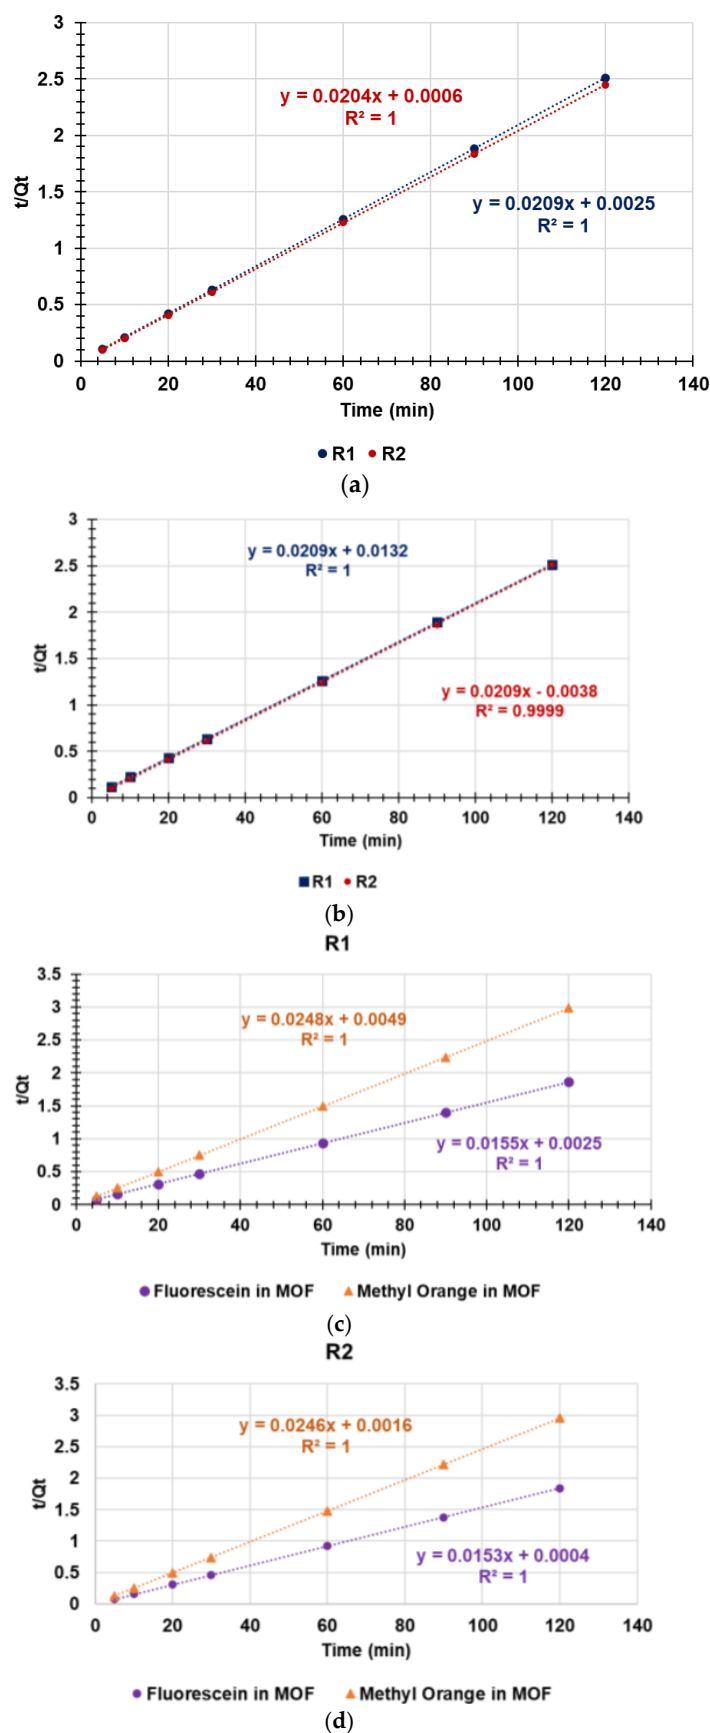 3
2.5
2
1.5
1
0.5
0
t/Qt
y = 0.0204x + 0.0006
R² = 1
y = 0.0209x + 0.0025
R² = 1
0 20 40 60 80 100 120 140
Time (min)
R1 R2
(a)
3
2.5
2
1.5
1
0.5
0
t/Qt
y = 0.0209x + 0.0132
R² = 1
y = 0.0209x - 0.0038
R² = 0.9999
0 20 40 60 80 100 120 140
Time (min)
R1 R2
(b)
R1
3.5
3
2.5
2
1.5
1
0.5
0
t/Qt
y = 0.0248x + 0.0049
R² = 1
y = 0.0155x + 0.0025
R² = 1
0 20 40 60 80 100 120 140
Time (min)
Fluorescein in MOF Methyl Orange in MOF
(c)
R2
3.5
3
2.5
2
1.5
1
0.5
0
t/Qt
y = 0.0246x + 0.0016
R² = 1
y = 0.0153x + 0.0004
R² = 1
0 20 40 60 80 100 120 140
Time (min)
Fluorescein in MOF Methyl Orange in MOF
(d)